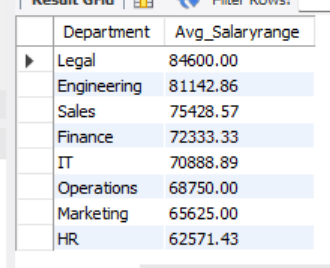 Result Grid Filter Rows:
Department Avg_Salaryrange
Legal 84600.00
Engineering 81142.86
Sales 75428.57
Finance 72333.33
IT 70888.89
Operations 68750.00
Marketing 65625.00
HR 62571.43